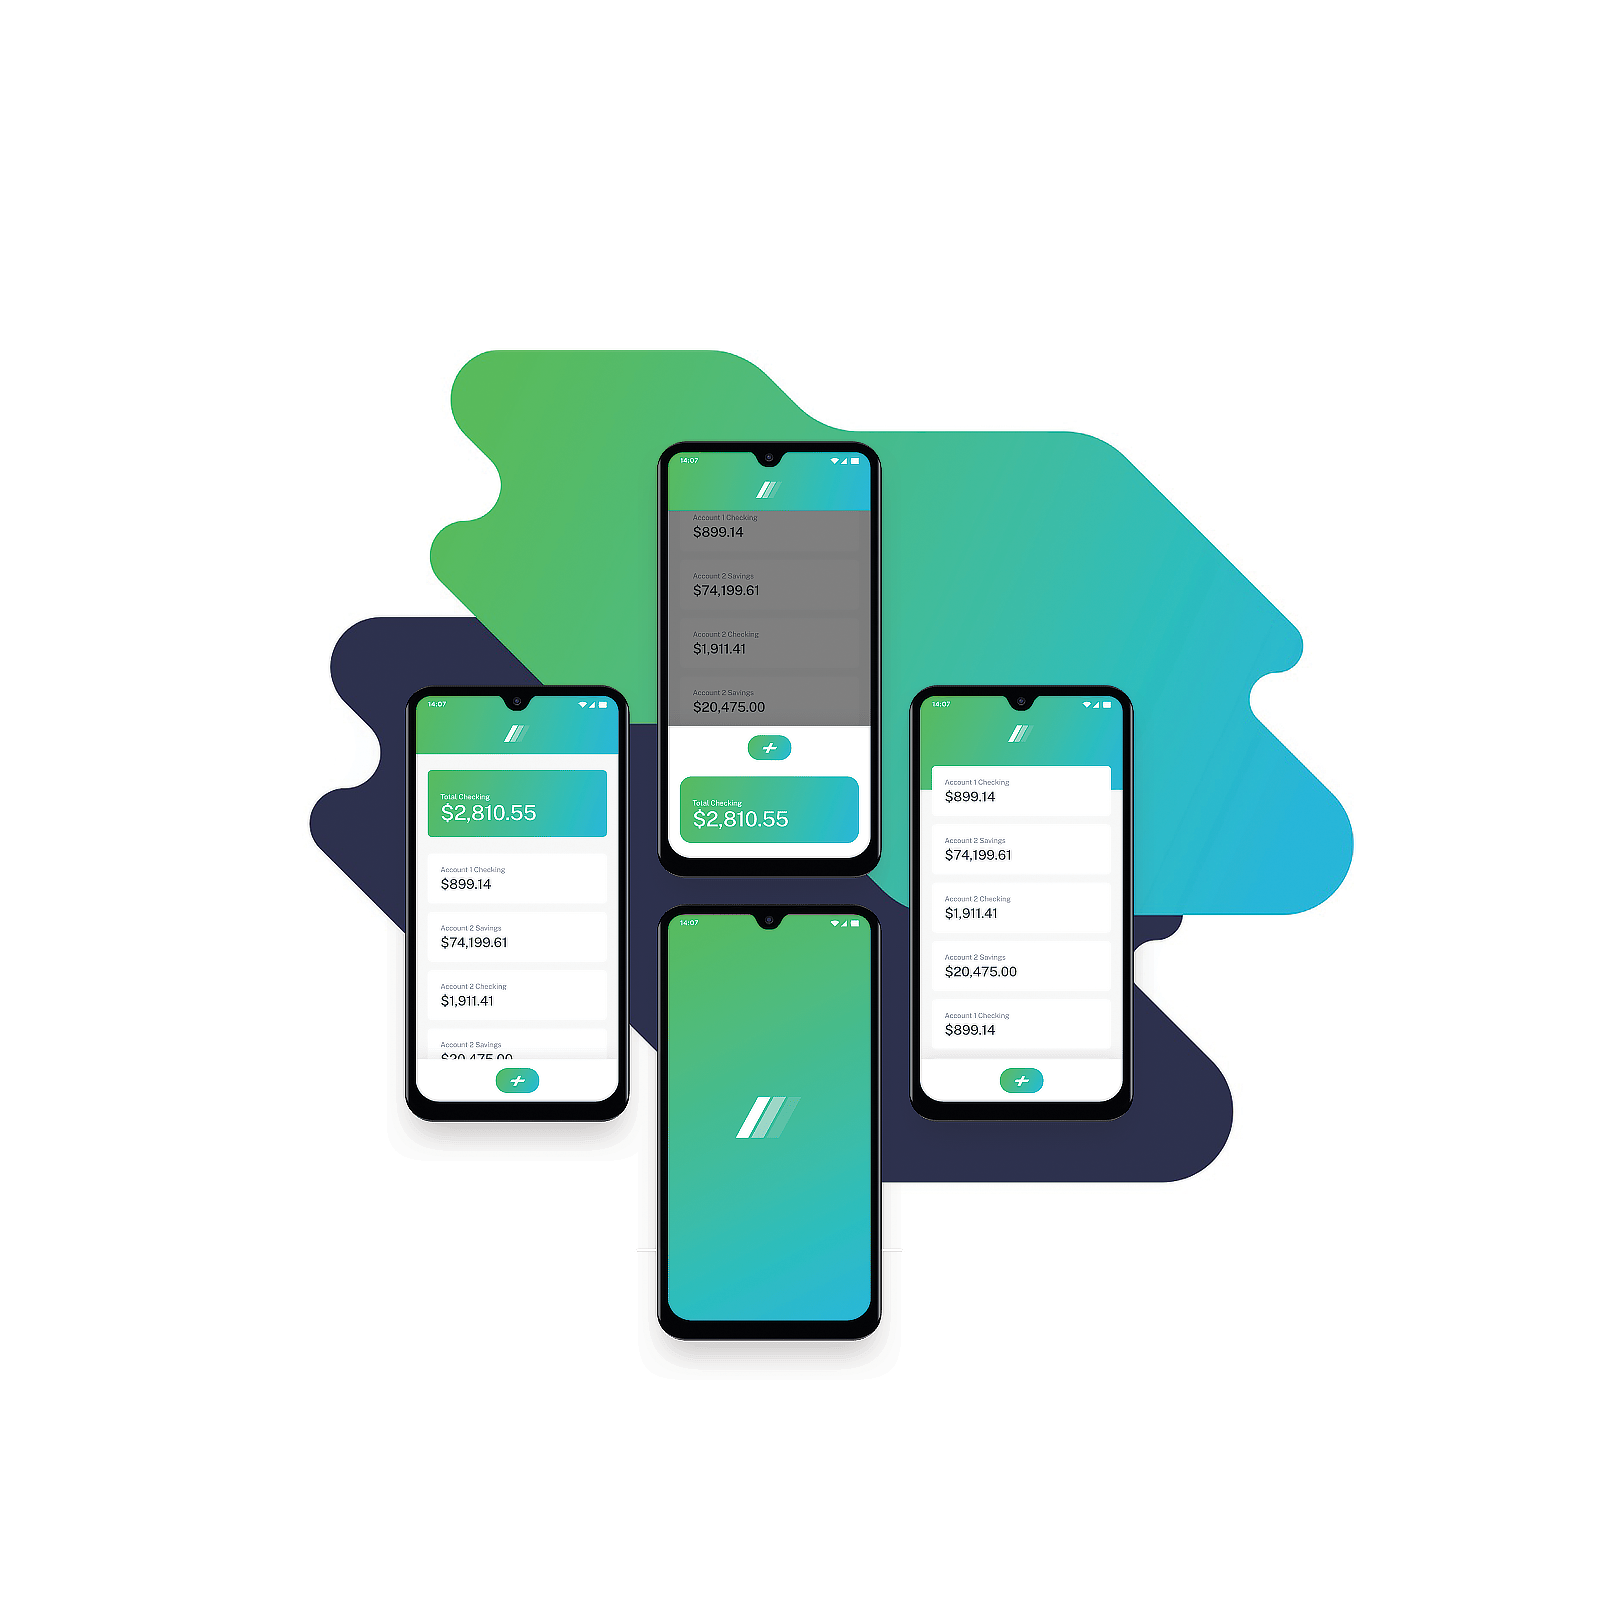 14:07
Account 1 Checking
$899.14
Account 2 Savings
$74,199.61
Account 2 Checking
$1,911.41
Account 2 Savings
$20,475.00
Total Checking
$2,810.55
14:07
Total Checking
$2,810.55
Account 1 Checking
$899.14
Account 2 Savings
$74,199.61
Account 2 Checking
$1,911.41
Account 2 Savings
$20,475.00
14:07
Account 1 Checking
$899.14
Account 2 Savings
$74,199.61
Account 2 Checking
$1,911.41
Account 2 Savings
$20,475.00
Account 1 Checking
$899.14
14:07